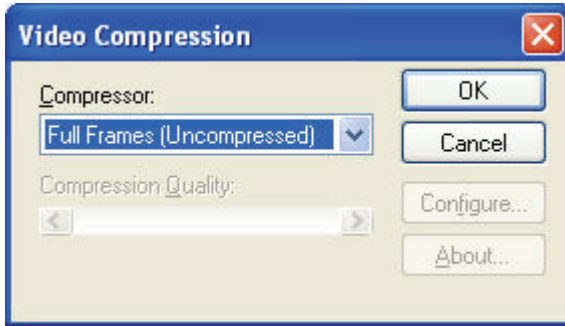 Video Compression
Compressor:
Full Frames (Uncompressed)
Compression Quality:
OK
Cancel
Configure...
About...